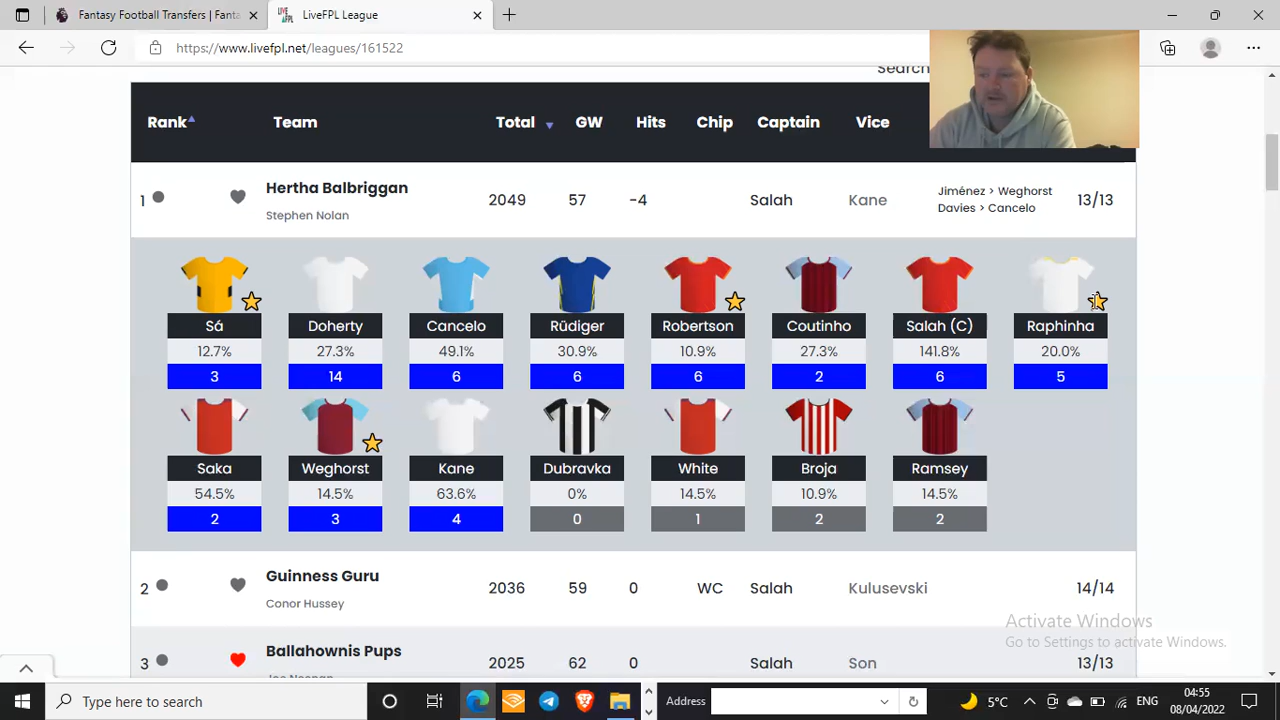 Fantasy Football Transfers | Fanta
LiveFPL League
https://www.livefpl.net/leagues/161522
Search
Rank Team Total GW Hits Chip Captain Vice
1 Hertha Balbriggan 2049 57 -4 Salah Kane Jiménez > Weghorst 13/13
Stephen Nolan Davies > Cancelo
Sá Doherty Cancelo Rüdiger Robertson Coutinho Salah (C) Raphinha
12.7% 27.3% 49.1% 30.9% 10.9% 27.3% 141.8% 20.0%
3 14 6 6 6 2 6 5
Saka Weghorst Kane Dubravka White Broja Ramsey
54.5% 14.5% 63.6% 0% 14.5% 10.9% 14.5%
2 3 4 0 1 2 2
2 Guinness Guru 2036 59 0 WC Salah Kulusevski 14/14
Conor Hussey
Activate Windows
Go to Settings to activate Windows.
3 Ballahownis Pups 2025 62 0 Salah Son 13/13
Type here to search
Address
5°C
ENG
04:55
08/04/2022